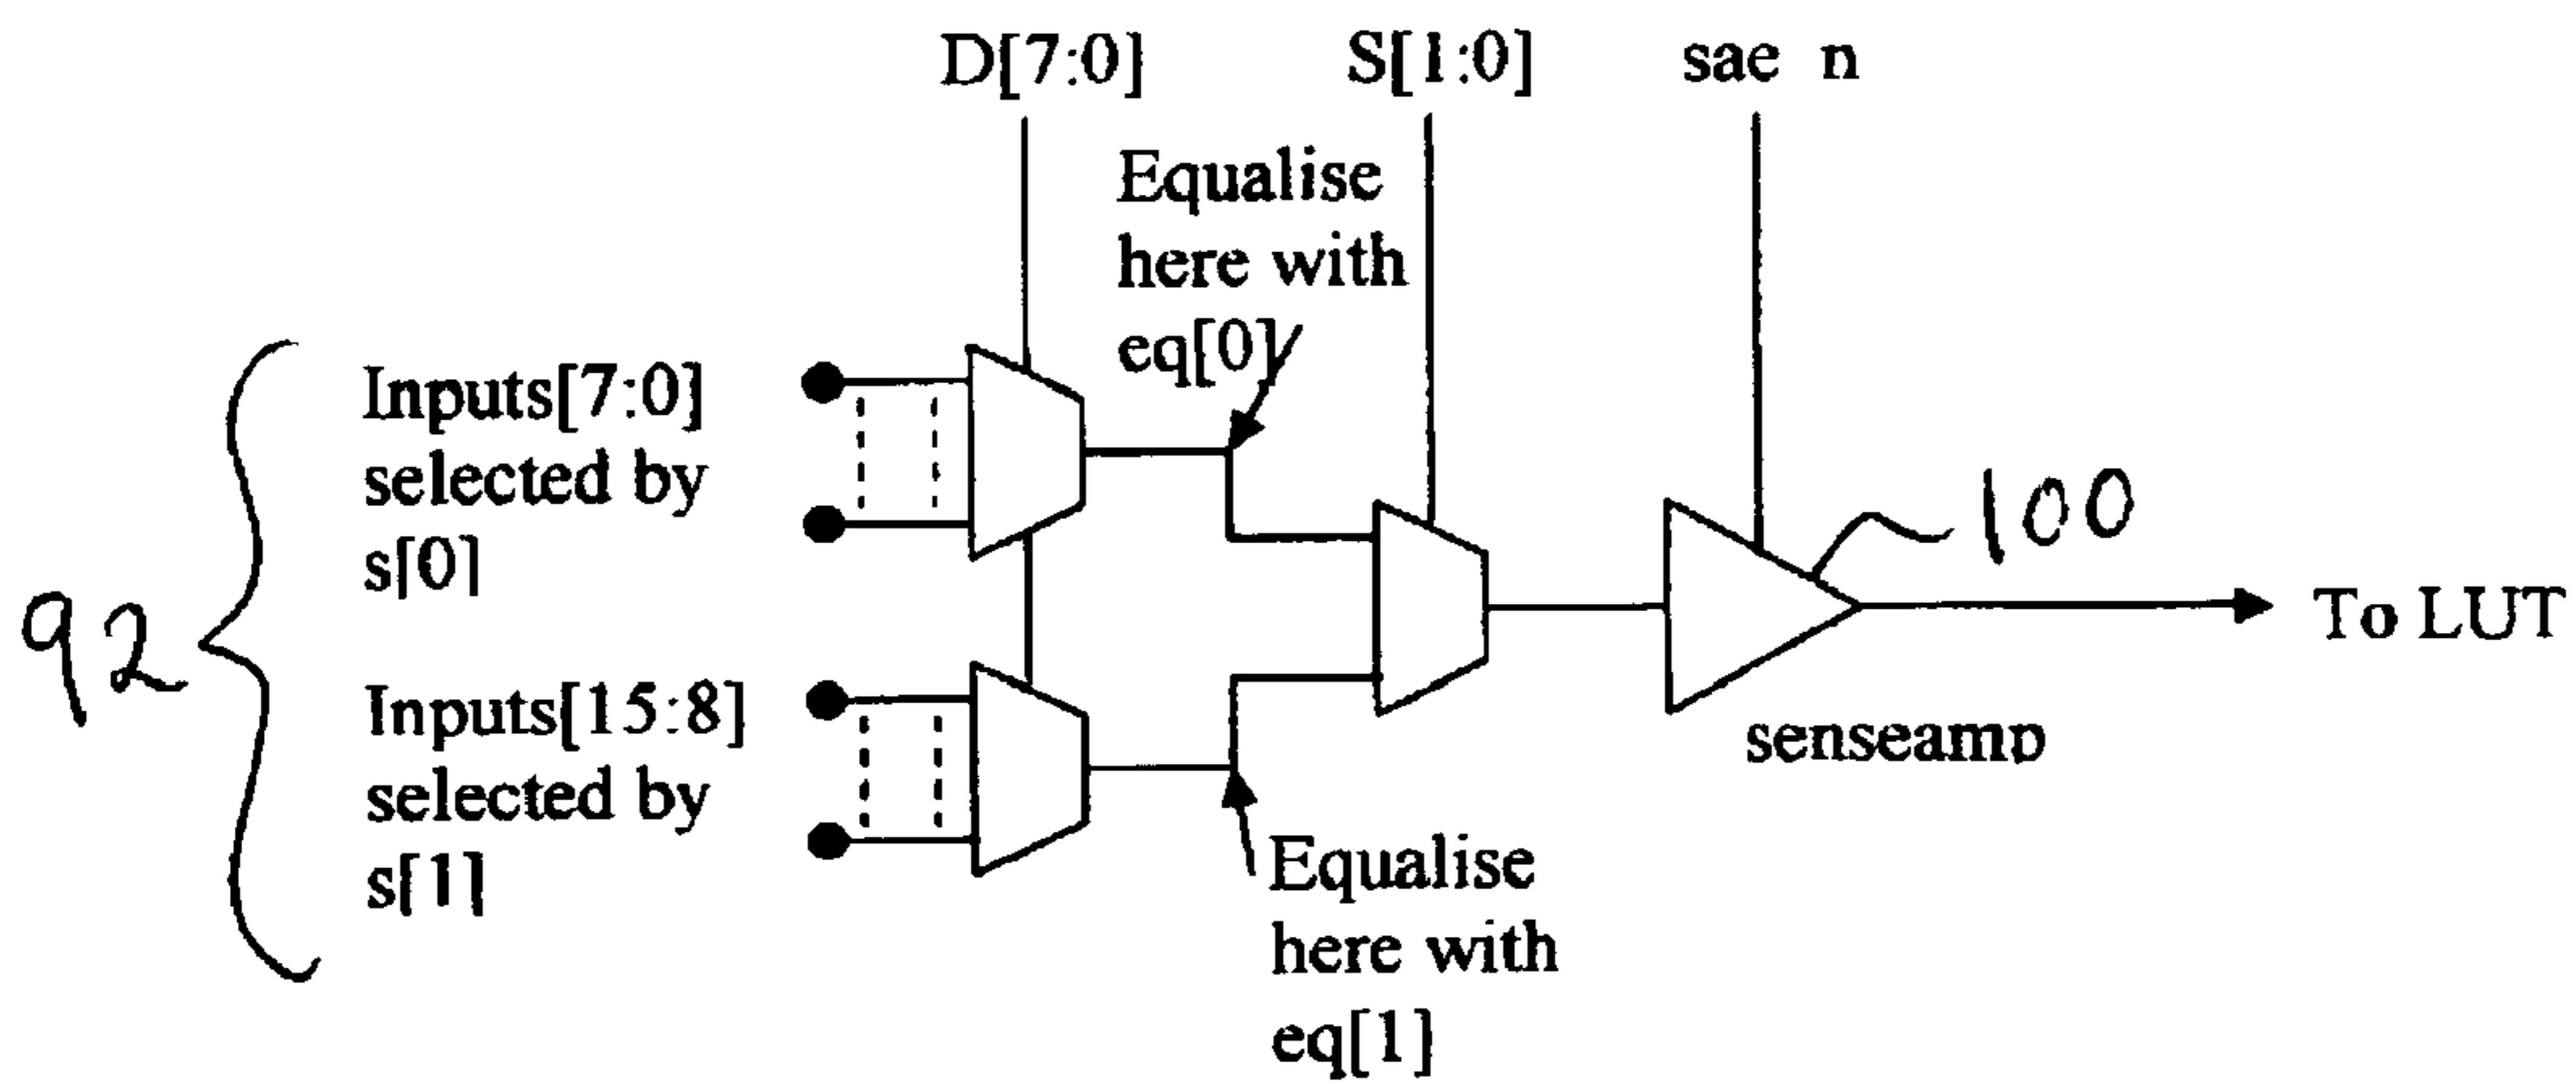 D[7:0]
S[1:0]
sae n
Equalise
here with
eq[0]
Inputs[7:0]
selected by
s[0]
100
92
To LUT
Inputs[15:8]
selected by
s[1]
senseamp
Equalise
here with
eq[1]